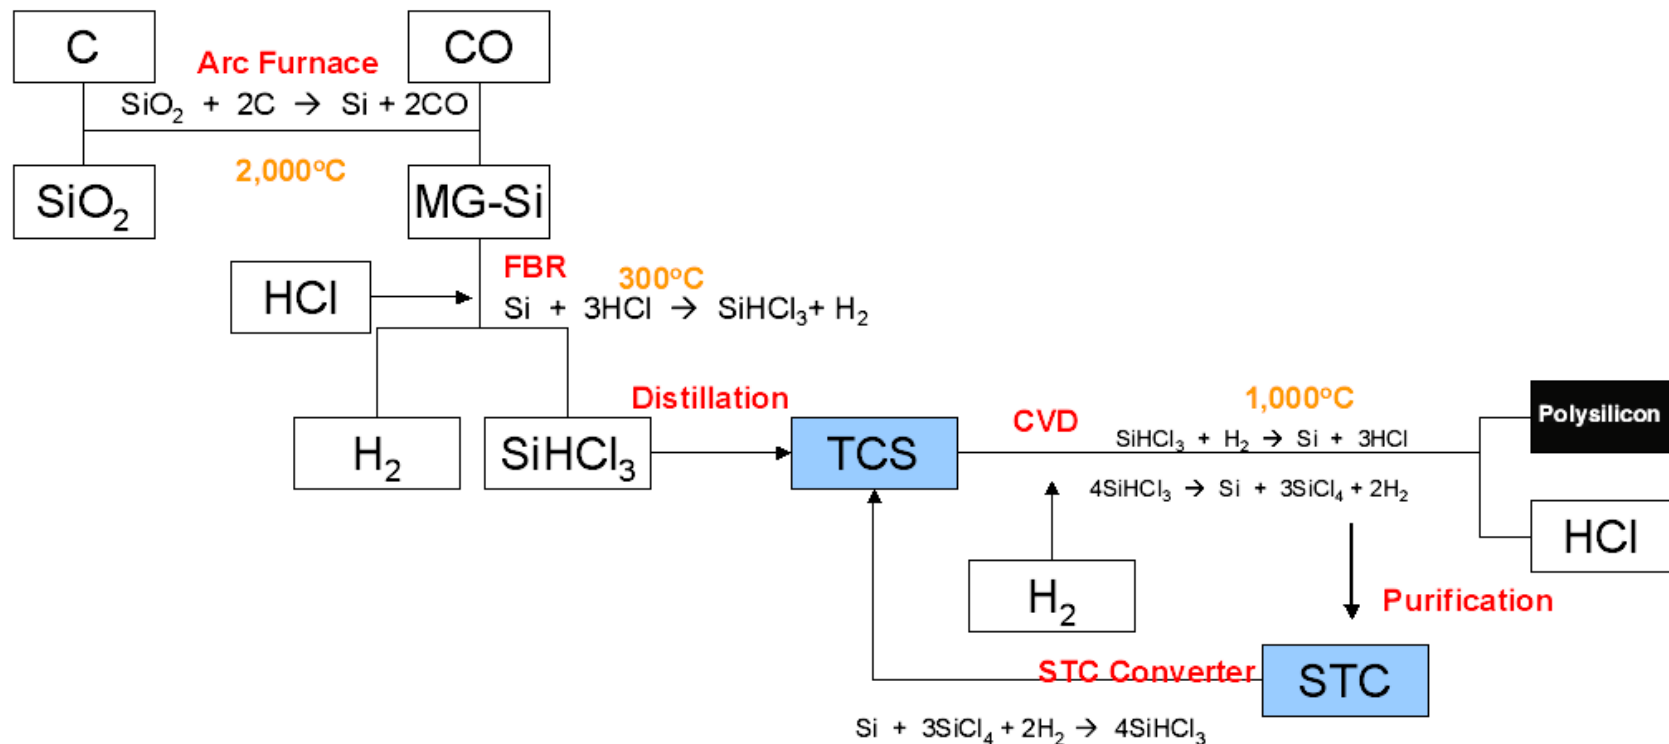 C
CO
Arc Furnace
SiO₂ + 2C → Si + 2CO
2,000°C
SiO₂
MG-Si
FBR
300°C
HCl
Si + 3HCl → SiHCl₃+ H₂
Distillation
CVD
1,000°C
Polysilicon
H₂
SiHCl₃
TCS
SiHCl₃ + H₂ → Si + 3HCl
4SiHCl₃ → Si + 3SiCl₄ + 2H₂
HCl
H₂
Purification
STC Converter
STC
Si + 3SiCl₄ + 2H₂ → 4SiHCl₃